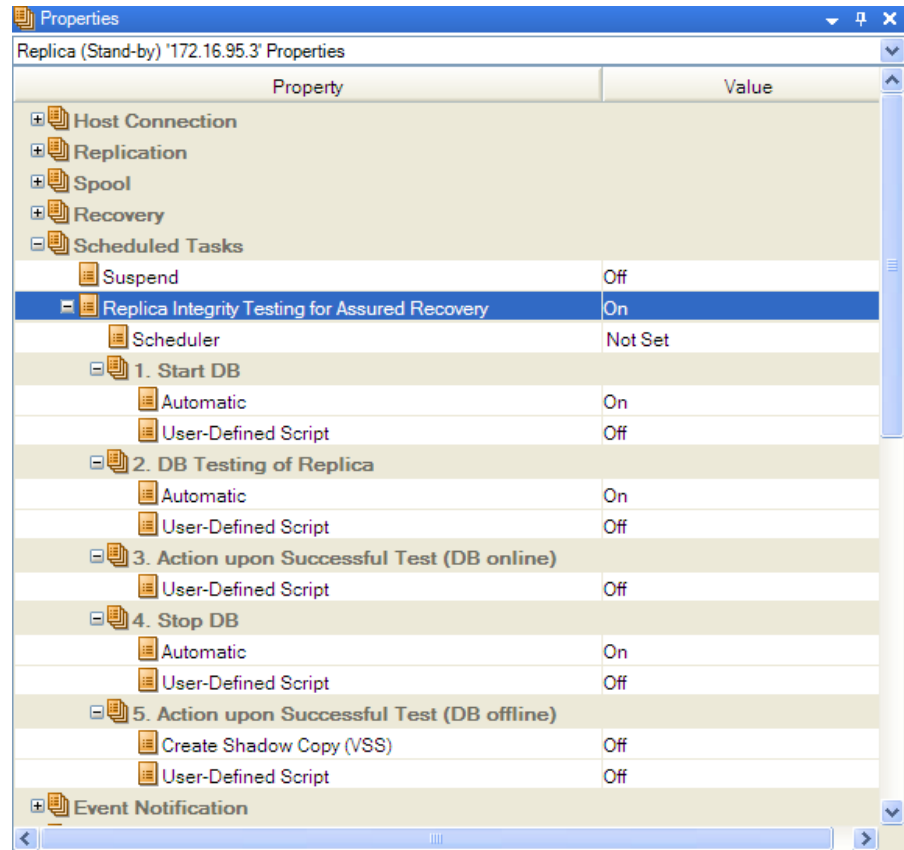 Properties
Replica (Stand-by) '172.16.95.3' Properties
Property Value
Host Connection
Replication
Spool
Recovery
Scheduled Tasks
Suspend Off
Replica Integrity Testing for Assured Recovery On
Scheduler Not Set
1. Start DB
Automatic On
User-Defined Script Off
2. DB Testing of Replica
Automatic On
User-Defined Script Off
3. Action upon Successful Test (DB online)
User-Defined Script Off
4. Stop DB
Automatic On
User-Defined Script Off
5. Action upon Successful Test (DB offline)
Create Shadow Copy (VSS) Off
User-Defined Script Off
Event Notification